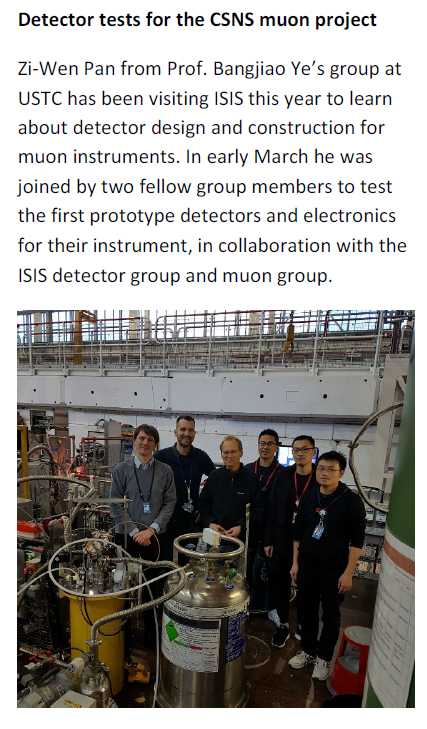 Detector tests for the CSNS muon project
Zi-Wen Pan from Prof. Bangjiao Ye’s group at
USTC has been visiting ISIS this year to learn
about detector design and construction for
muon instruments. In early March he was
joined by two fellow group members to test
the first prototype detectors and electronics
for their instrument, in collaboration with the
ISIS detector group and muon group.